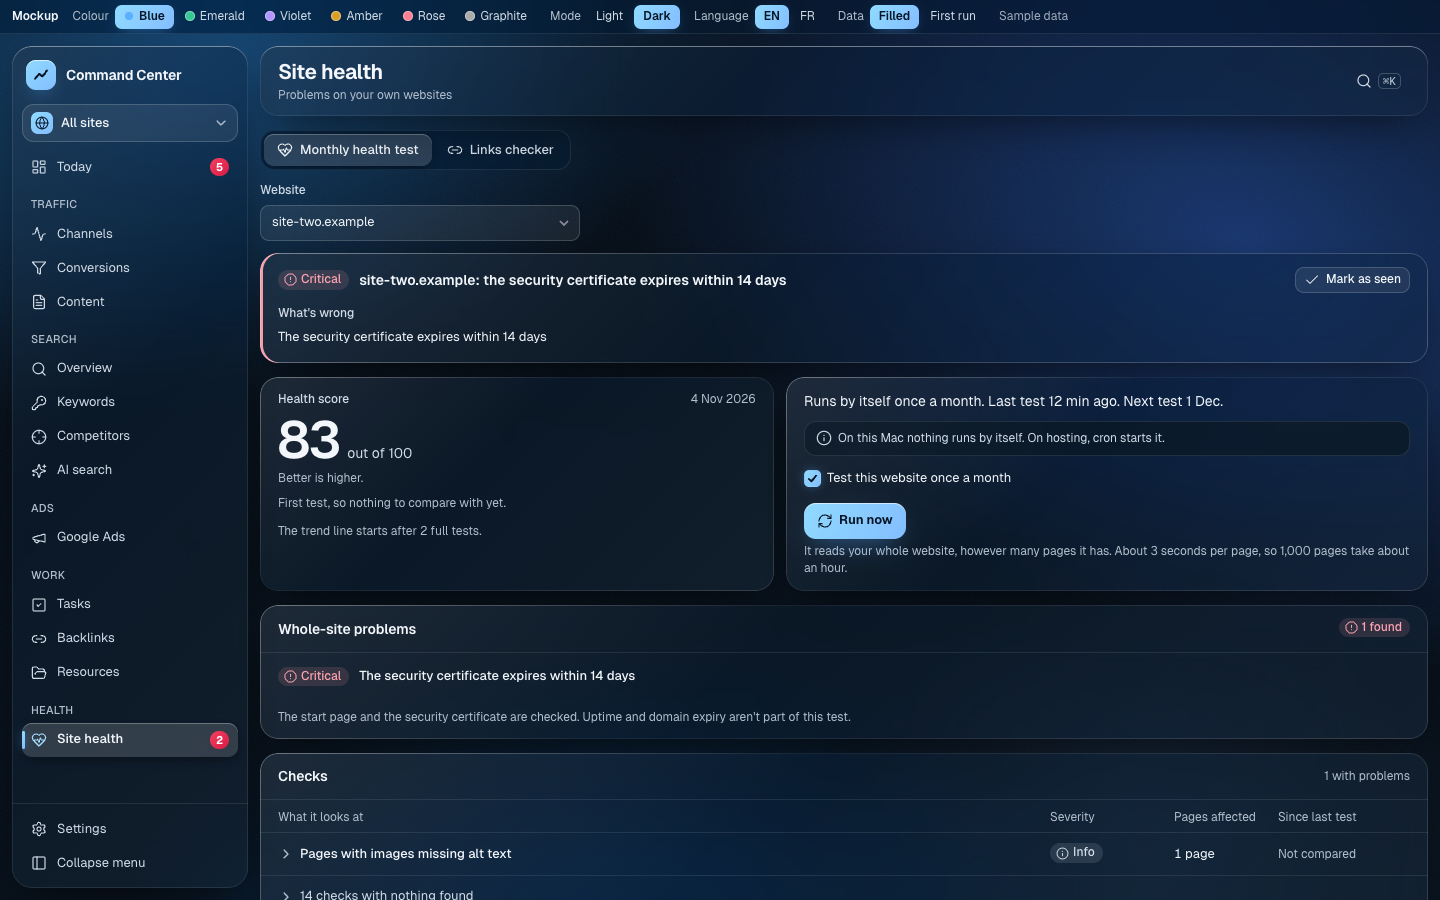 Mockup Colour Blue Emerald Violet Amber Rose Graphite Mode Light Dark Language EN FR Data Filled First run Sample data
Command Center
All sites
Today 5
TRAFFIC
Channels
Conversions
Content
SEARCH
Overview
Keywords
Competitors
AI search
ADS
Google Ads
WORK
Tasks
Backlinks
Resources
HEALTH
Site health 2
Settings
Collapse menu
Site health
Problems on your own websites
⌘K
Monthly health test Links checker
Website
site-two.example
Critical site-two.example: the security certificate expires within 14 days Mark as seen
What's wrong
The security certificate expires within 14 days
Health score 4 Nov 2026
83 out of 100
Better is higher.
First test, so nothing to compare with yet.
The trend line starts after 2 full tests.
Runs by itself once a month. Last test 12 min ago. Next test 1 Dec.
On this Mac nothing runs by itself. On hosting, cron starts it.
Test this website once a month
Run now
It reads your whole website, however many pages it has. About 3 seconds per page, so 1,000 pages take about
an hour.
Whole-site problems 1 found
Critical The security certificate expires within 14 days
The start page and the security certificate are checked. Uptime and domain expiry aren't part of this test.
Checks 1 with problems
What it looks at Severity Pages affected Since last test
Pages with images missing alt text Info 1 page Not compared
14 checks with nothing found